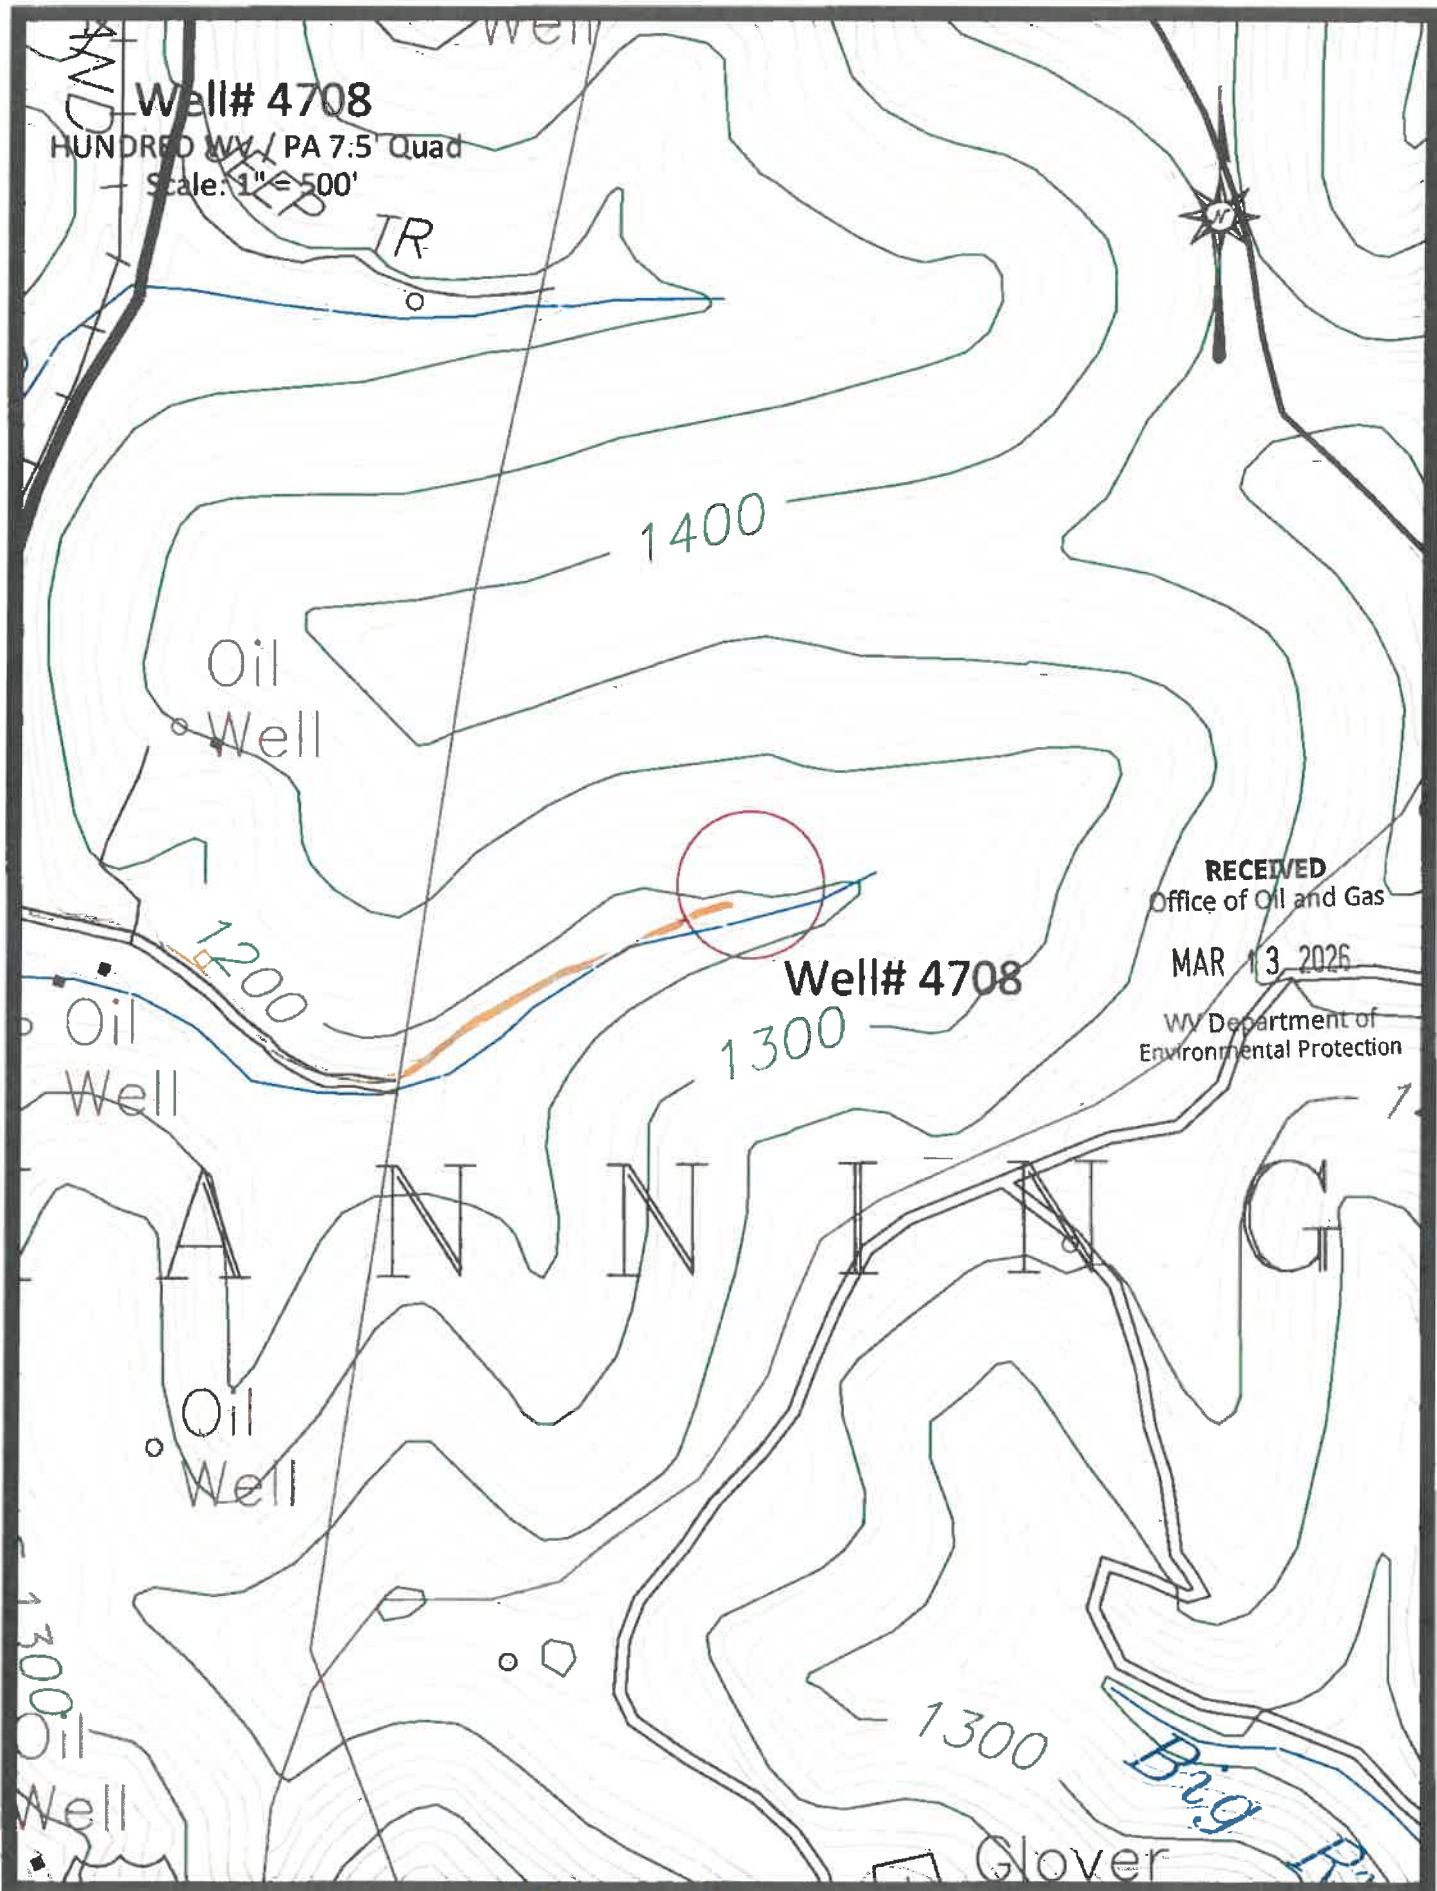 Well
Well# 4708
HUNDRED WV / PA 7.5' Quad
Scale: 1" = 500'
TR
N
1400
Oil
Well
RECEIVED
Office of Oil and Gas
MAR 13 2026
WV Department of
Environmental Protection
1200
Well# 4708
1300
Oil
Well
A N N I N G
Oil
Well
1300
1300
Oil
Well
Big
Glover